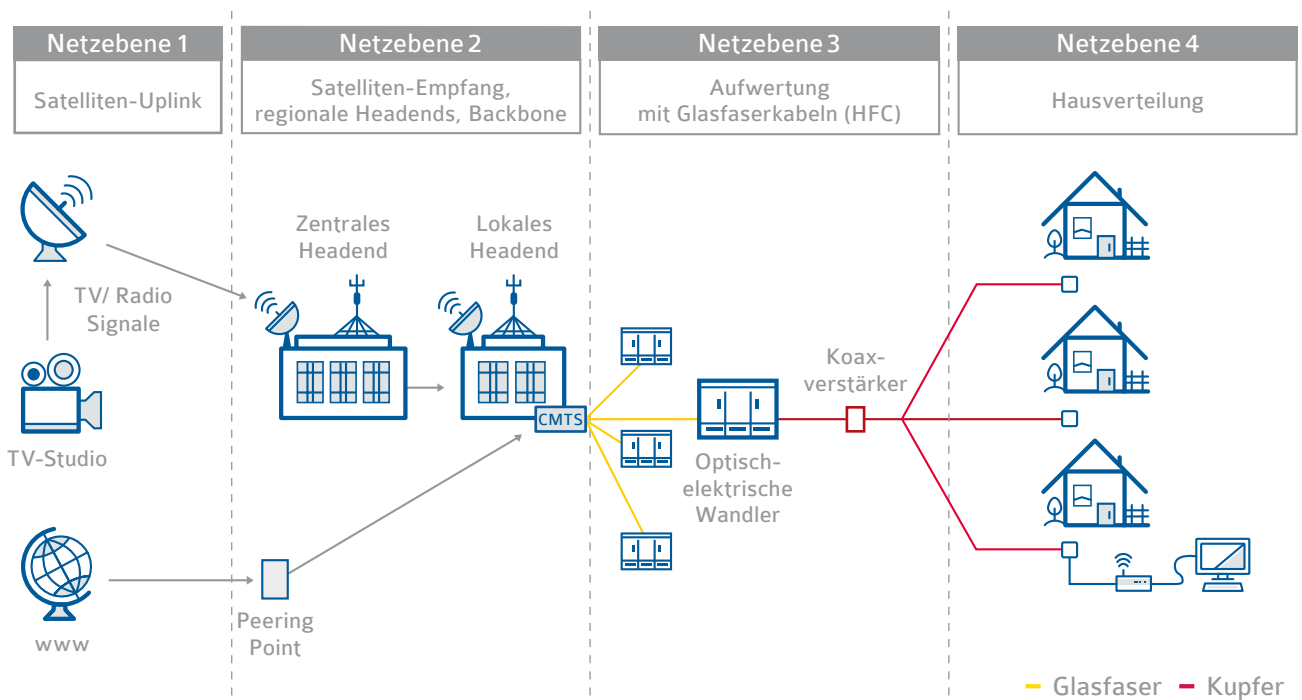 Netzebene 1
Satelliten-Uplink
Netzebene 2
Satelliten-Empfang,
regionale Headends, Backbone
Netzebene 3
Aufwertung
mit Glasfaserkabeln (HFC)
Netzebene 4
Hausverteilung
TV/ Radio
Signale
TV-Studio
www
Zentrales
Headend
Lokales
Headend
CMTS
Peering
Point
Optisch-
elektrische
Wandler
Koax-
verstärker
Glasfaser
Kupfer